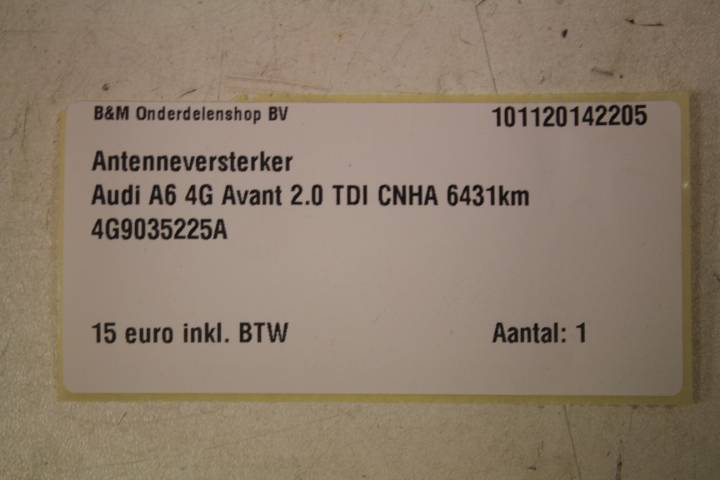 B&M Onderdelenshop BV 101120142205
Antenneversterker
Audi A6 4G Avant 2.0 TDI CNHA 6431km
4G9035225A
15 euro inkl. BTW Aantal: 1